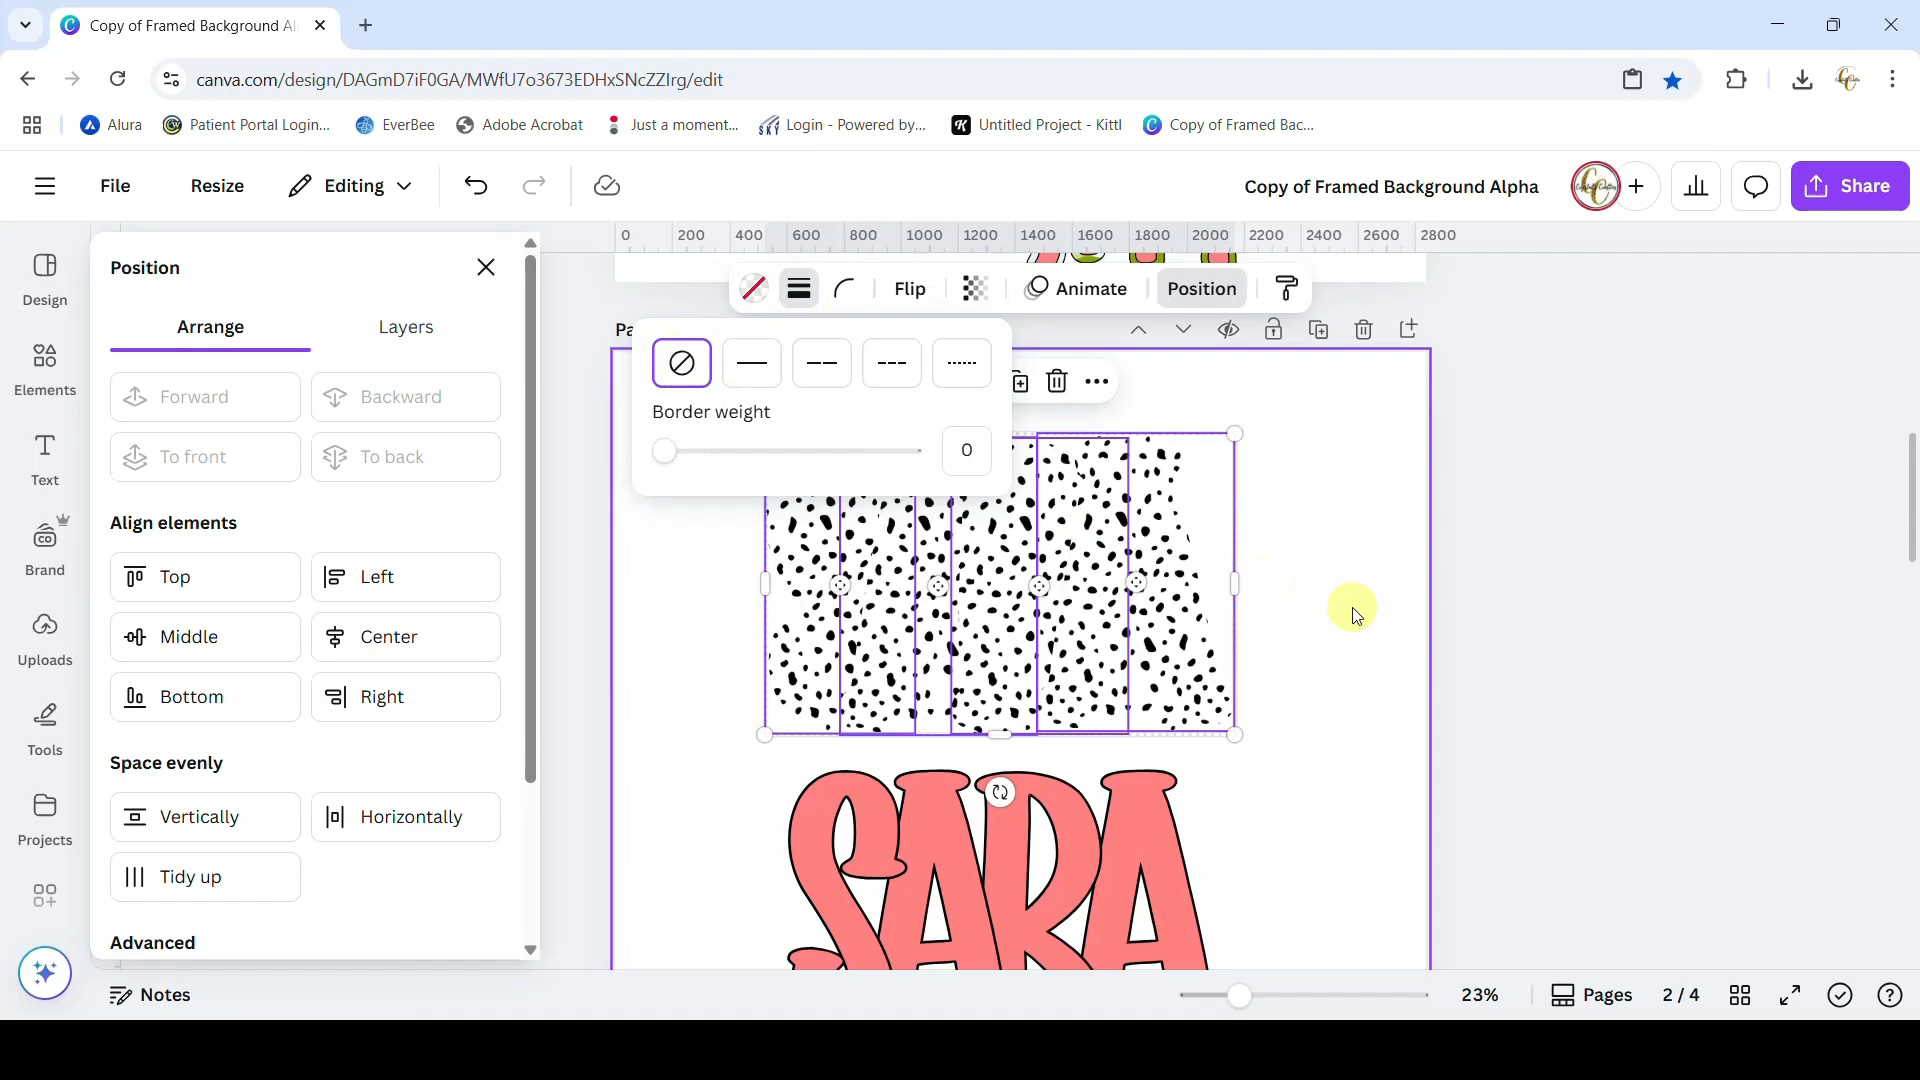 Copy of Framed Background Al
canva.com/design/DAGmD7iF0GA/MWfU7o3673EDHxSNcZZIrg/edit
Alura
Patient Portal Login...
EverBee
Adobe Acrobat
Just a moment...
SKY
Login - Powered by...
Untitled Project - Kittl
Copy of Framed Bac...
File
Resize
Editing
Copy of Framed Background Alpha
Share
0 200 400 600 800 1000 1200 1400 1600 1800 2000 2200 2400 2600 2800
Design
Elements
Text
Brand
Uploads
Tools
Projects
Position
Arrange
Layers
Forward
Backward
To front
To back
Align elements
Top
Left
Middle
Center
Bottom
Right
Space evenly
Vertically
Horizontally
Tidy up
Advanced
Flip
Animate
Position
Border weight
0
SARA
Notes
23%
Pages
2 / 4